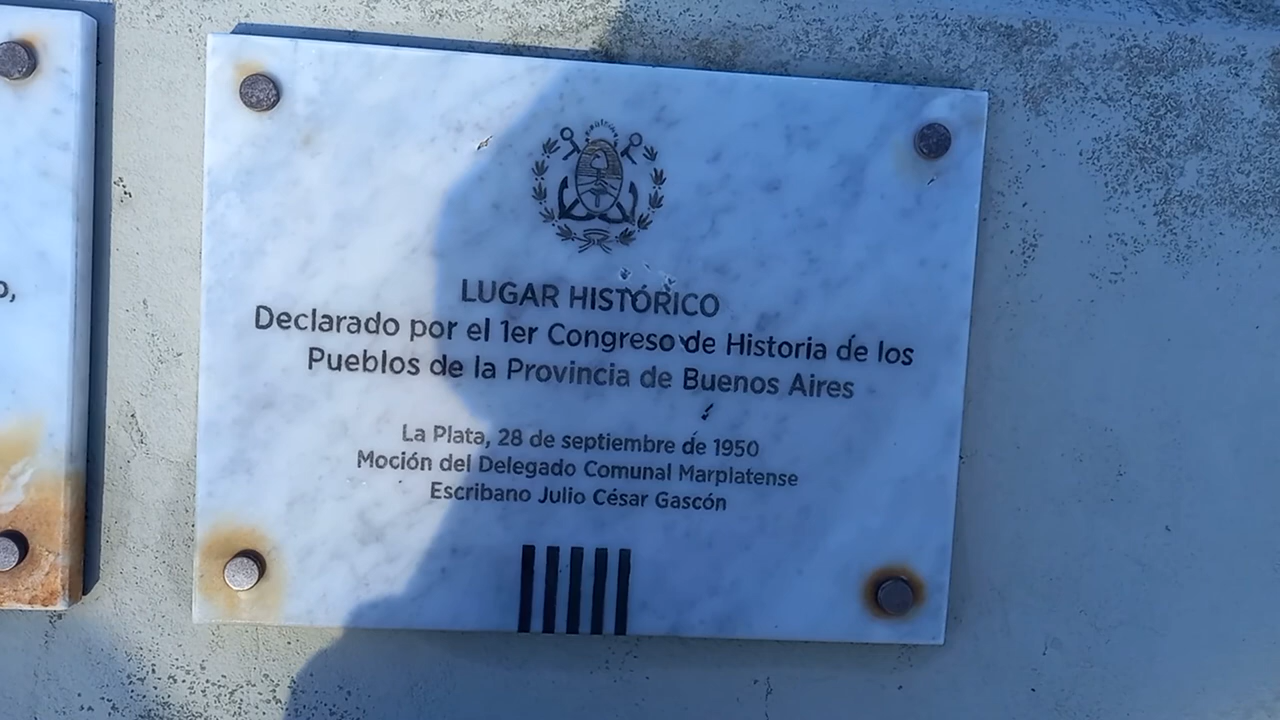 LUGAR HISTÓRICO
Declarado por el 1er Congreso de Historia de los
Pueblos de la Provincia de Buenos Aires
La Plata, 28 de septiembre de 1950
Moción del Delegado Comunal Marplatense
Escribano Julio César Gascón